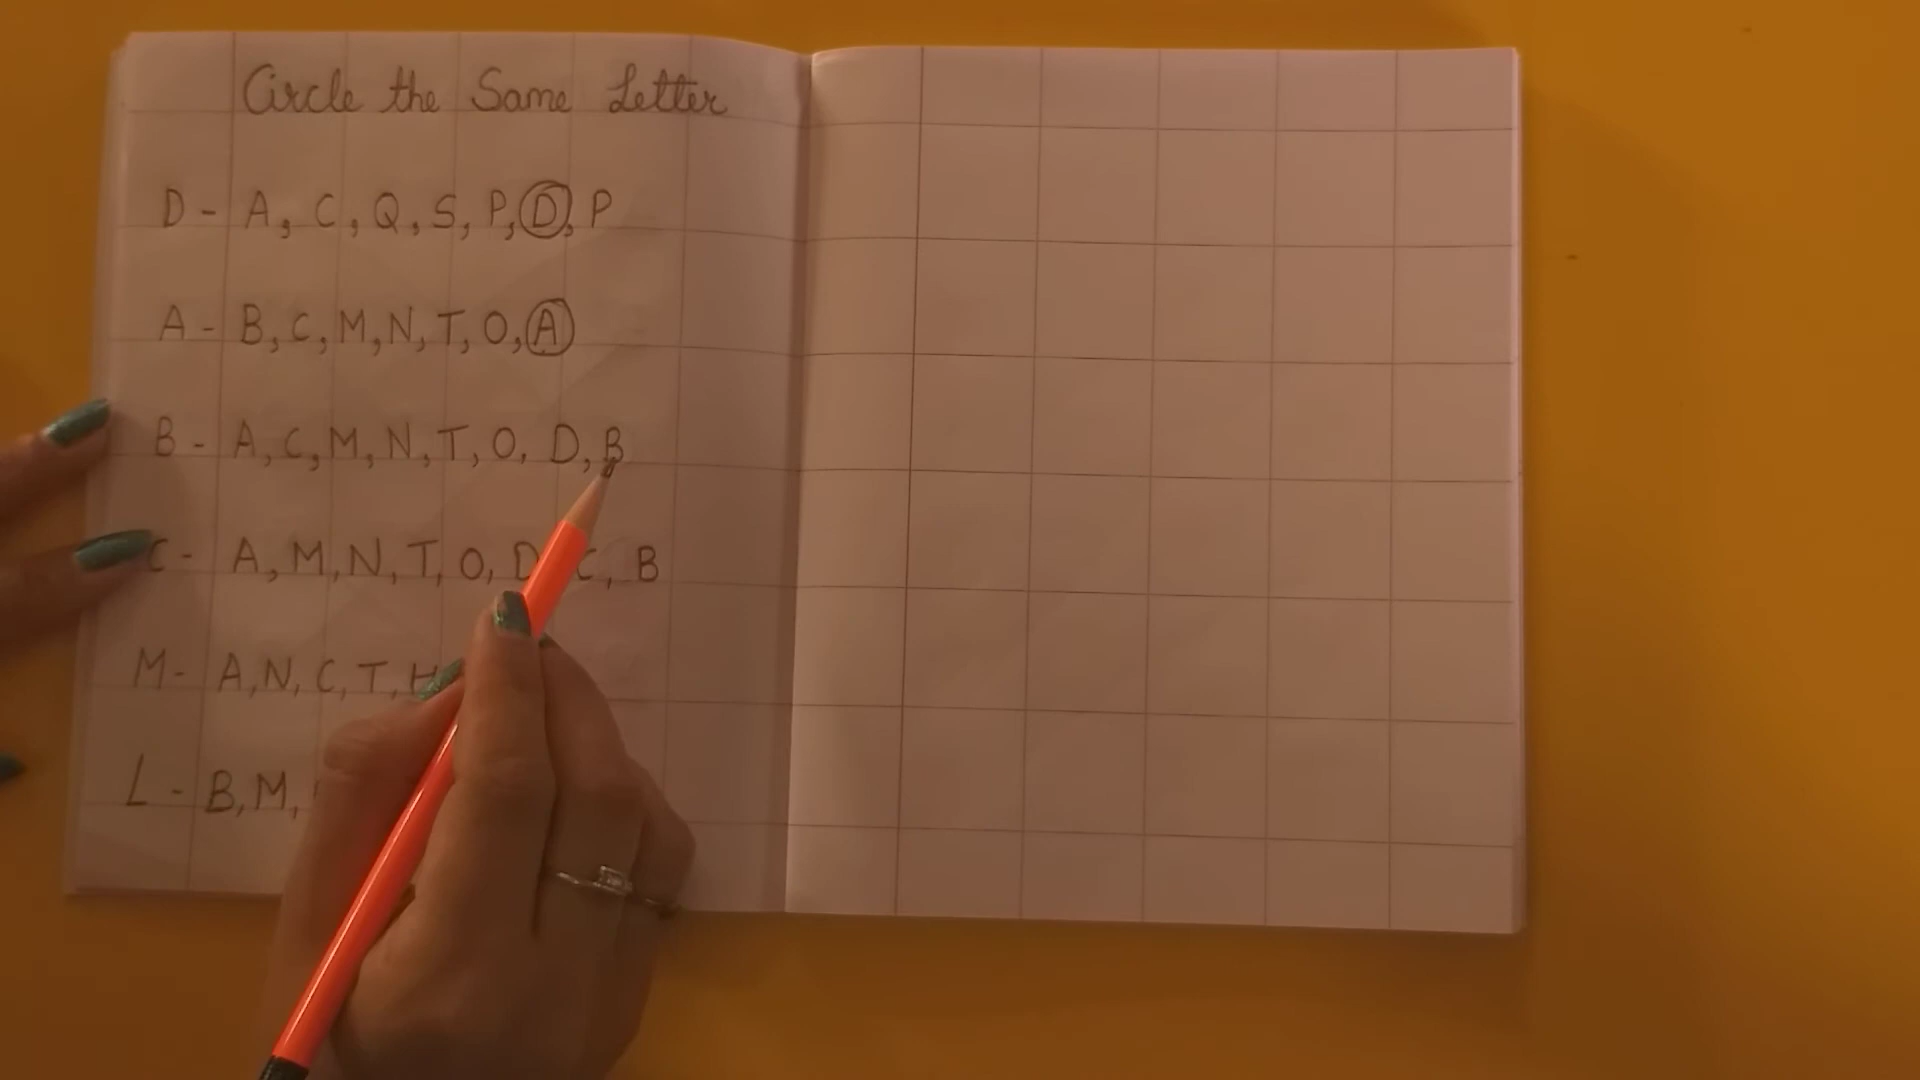 Circle the Same Letter
D - A, C, Q, S, P, D, P
A - B, C, M, N, T, O, A
B - A, C, M, N, T, O, D, B
C - A, M, N, T, O, D, C, B
M - A, N, C, T, H
L - B, M,